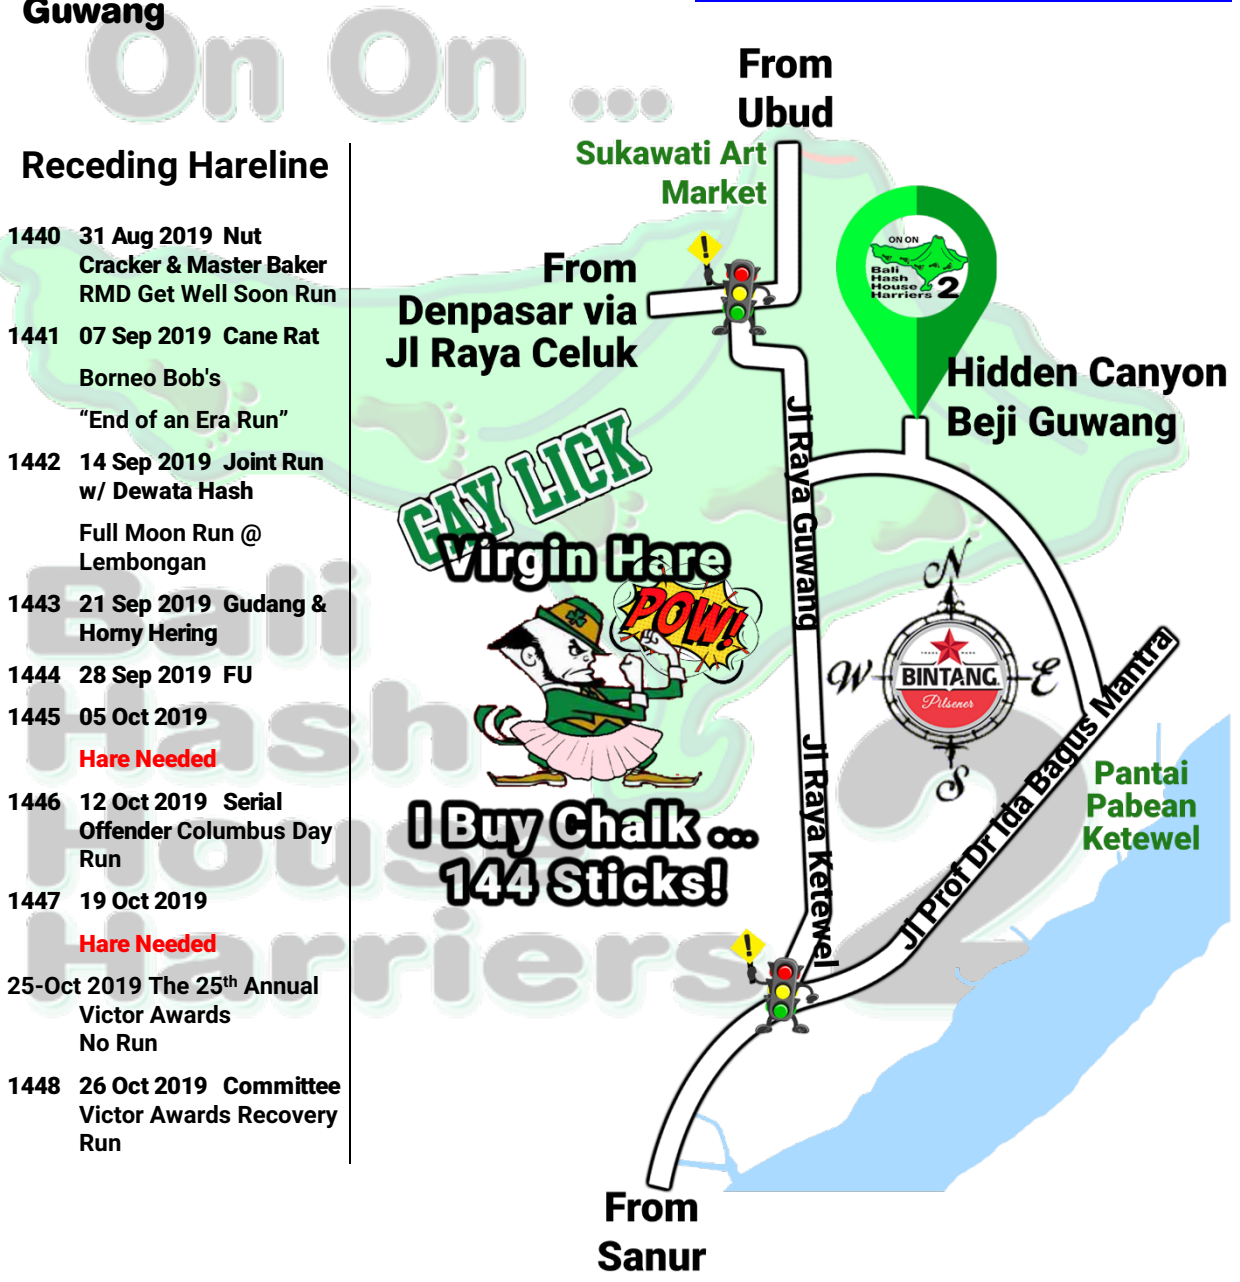 Guwang
On On ...
Receding Hareline
1440 31 Aug 2019 Nut
Cracker & Master Baker
RMD Get Well Soon Run
1441 07 Sep 2019 Cane Rat
Borneo Bob's
“End of an Era Run”
1442 14 Sep 2019 Joint Run
w/ Dewata Hash
Full Moon Run @
Lembongan
1443 21 Sep 2019 Gudang &
Horny Hering
1444 28 Sep 2019 FU
1445 05 Oct 2019
Hare Needed
1446 12 Oct 2019 Serial
Offender Columbus Day
Run
1447 19 Oct 2019
Hare Needed
25-Oct 2019 The 25th Annual
Victor Awards
No Run
1448 26 Oct 2019 Committee
Victor Awards Recovery
Run
Bali
Hash
House
Harriers 2
From
Ubud
Sukawati Art
Market
From
Denpasar via
Jl Raya Celuk
ON ON
Bali
Hash
House
Harriers 2
Hidden Canyon
Beji Guwang
Jl Raya Guwang
GAY LICK
Virgin Hare
POW!
I Buy Chalk ...
144 Sticks!
N
W
E
S
TRADE MARK
BINTANG
Pilsener
Jl Raya Ketewel
Jl Prof Dr Ida Bagus Mantra
Pantai
Pabean
Ketewel
From
Sanur